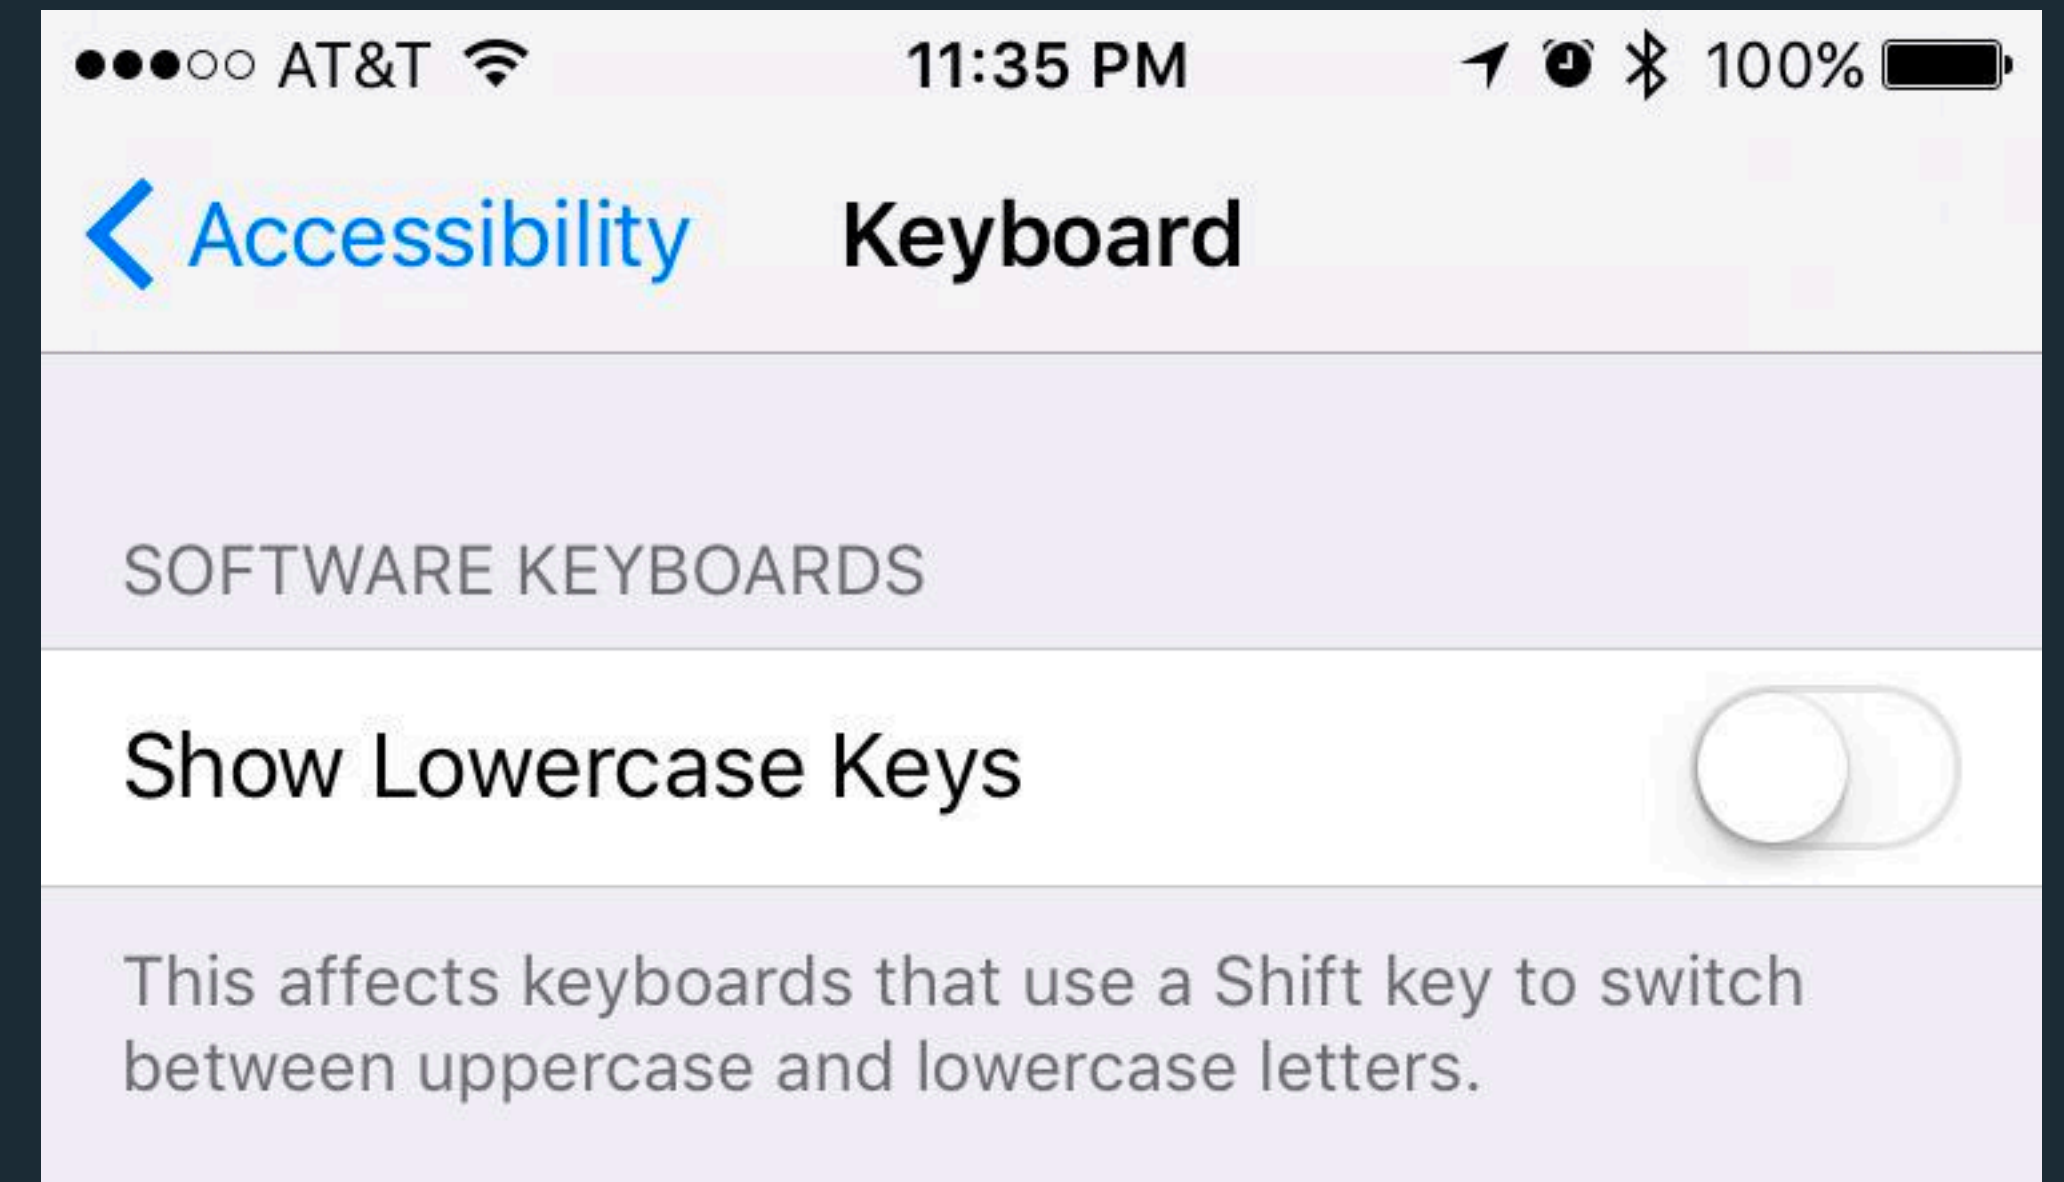 AT&T 11:35 PM 100%
Accessibility Keyboard
SOFTWARE KEYBOARDS
Show Lowercase Keys
This affects keyboards that use a Shift key to switch
between uppercase and lowercase letters.